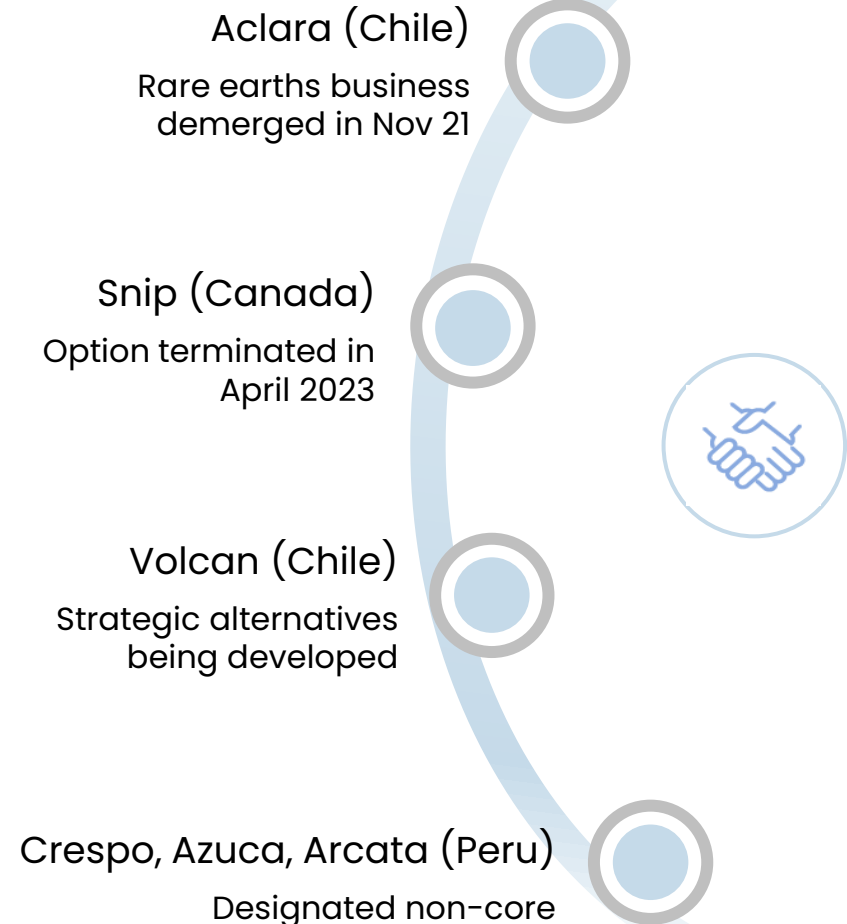 Aclara (Chile)
Rare earths business
demerged in Nov 21
Snip (Canada)
Option terminated in
April 2023
Volcan (Chile)
Strategic alternatives
being developed
Crespo, Azuca, Arcata (Peru)
Designated non-core